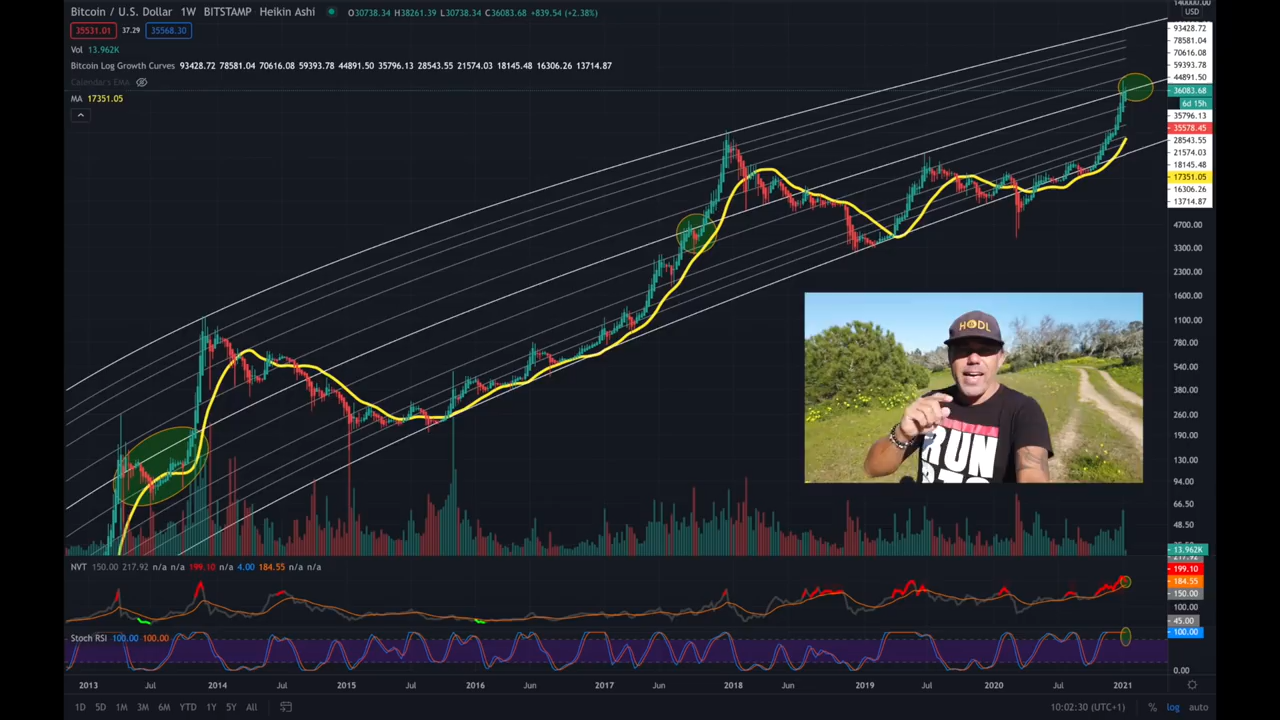 Bitcoin / U.S. Dollar 1W BITSTAMP Heikin Ashi O30738.34 H38261.39 L30738.34 C36083.68 +839.54 (+2.38%)
35531.01 37.29 35568.30
Vol 13.962K
Bitcoin Log Growth Curves 93428.72 78581.04 70616.08 59393.78 44891.50 35796.13 28543.55 21574.03 18145.48 16306.26 13714.87
Calendar's EMA
MA 17351.05
140000.00
USD
93428.72
78581.04
70616.08
59393.78
44891.50
36083.68
6d 15h
35796.13
35578.45
28543.55
21574.03
18145.48
17351.05
16306.26
13714.87
4700.00
3300.00
2300.00
1600.00
1100.00
780.00
540.00
380.00
260.00
190.00
130.00
94.00
66.50
48.50
13.962K
HODL
RUN
NVT 150.00 217.92 n/a n/a 199.10 n/a 4.00 184.55 n/a n/a
217.92
199.10
184.55
150.00
100.00
45.00
Stoch RSI 100.00 100.00
100.00
0.00
2013 Jul 2014 Jul 2015 Jul 2016 Jun 2017 Jun 2018 Jun 2019 Jul 2020 Jul 2021
1D 5D 1M 3M 6M YTD 1Y 5Y All 10:02:30 (UTC+1) % log auto